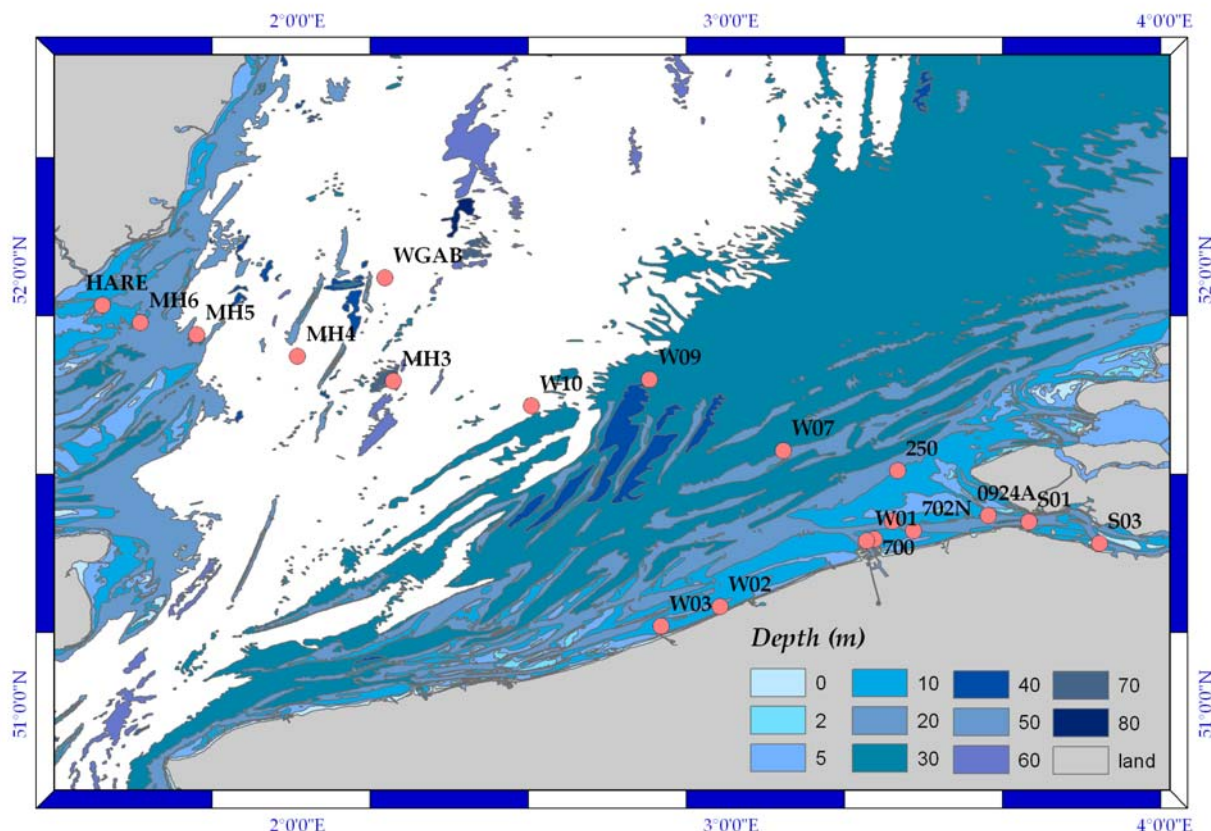 2°0'0"E 3°0'0"E 4°0'0"E
52°0'0"N 52°0'0"N
WGAB
HARE
MH6
MH5
MH4
MH3
W10
W09
W07
250
0924A
S01
702N
W01
S03
700
W02
W03
Depth (m)
0 10 40 70
2 20 50 80
5 30 60 land
51°0'0"N 51°0'0"N
2°0'0"E 3°0'0"E 4°0'0"E